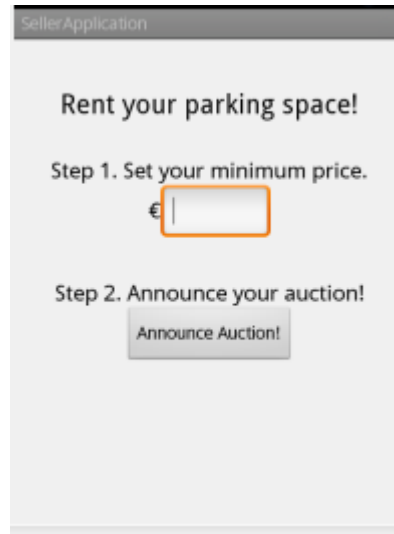 SellerApplication
Rent your parking space!
Step 1. Set your minimum price.
€
Step 2. Announce your auction!
Announce Auction!